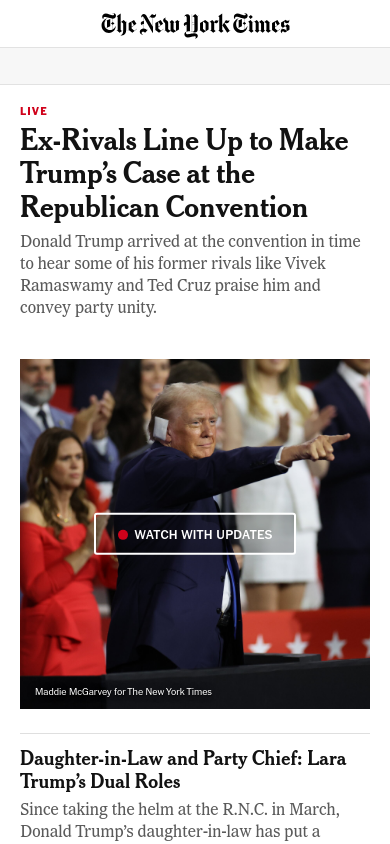 The New York Times
LIVE
Ex-Rivals Line Up to Make
Trump’s Case at the
Republican Convention
Donald Trump arrived at the convention in time
to hear some of his former rivals like Vivek
Ramaswamy and Ted Cruz praise him and
convey party unity.
WATCH WITH UPDATES
Maddie McGarvey for The New York Times
Daughter-in-Law and Party Chief: Lara
Trump’s Dual Roles
Since taking the helm at the R.N.C. in March,
Donald Trump’s daughter-in-law has put a